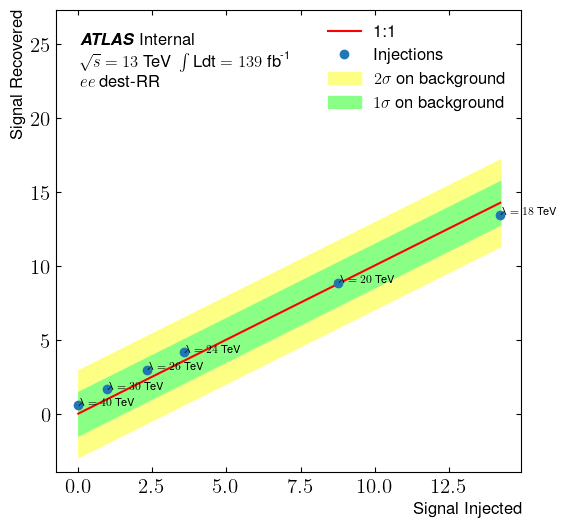 ATLAS Internal
√s = 13 TeV ∫ Ldt = 139 fb⁻¹
ee dest-RR
1:1
Injections
2σ on background
1σ on background
Signal Recovered
25
20
15
10
5
0
λ = 18 TeV
λ = 20 TeV
λ = 24 TeV
λ = 26 TeV
λ = 30 TeV
λ = 40 TeV
0.0 2.5 5.0 7.5 10.0 12.5
Signal Injected